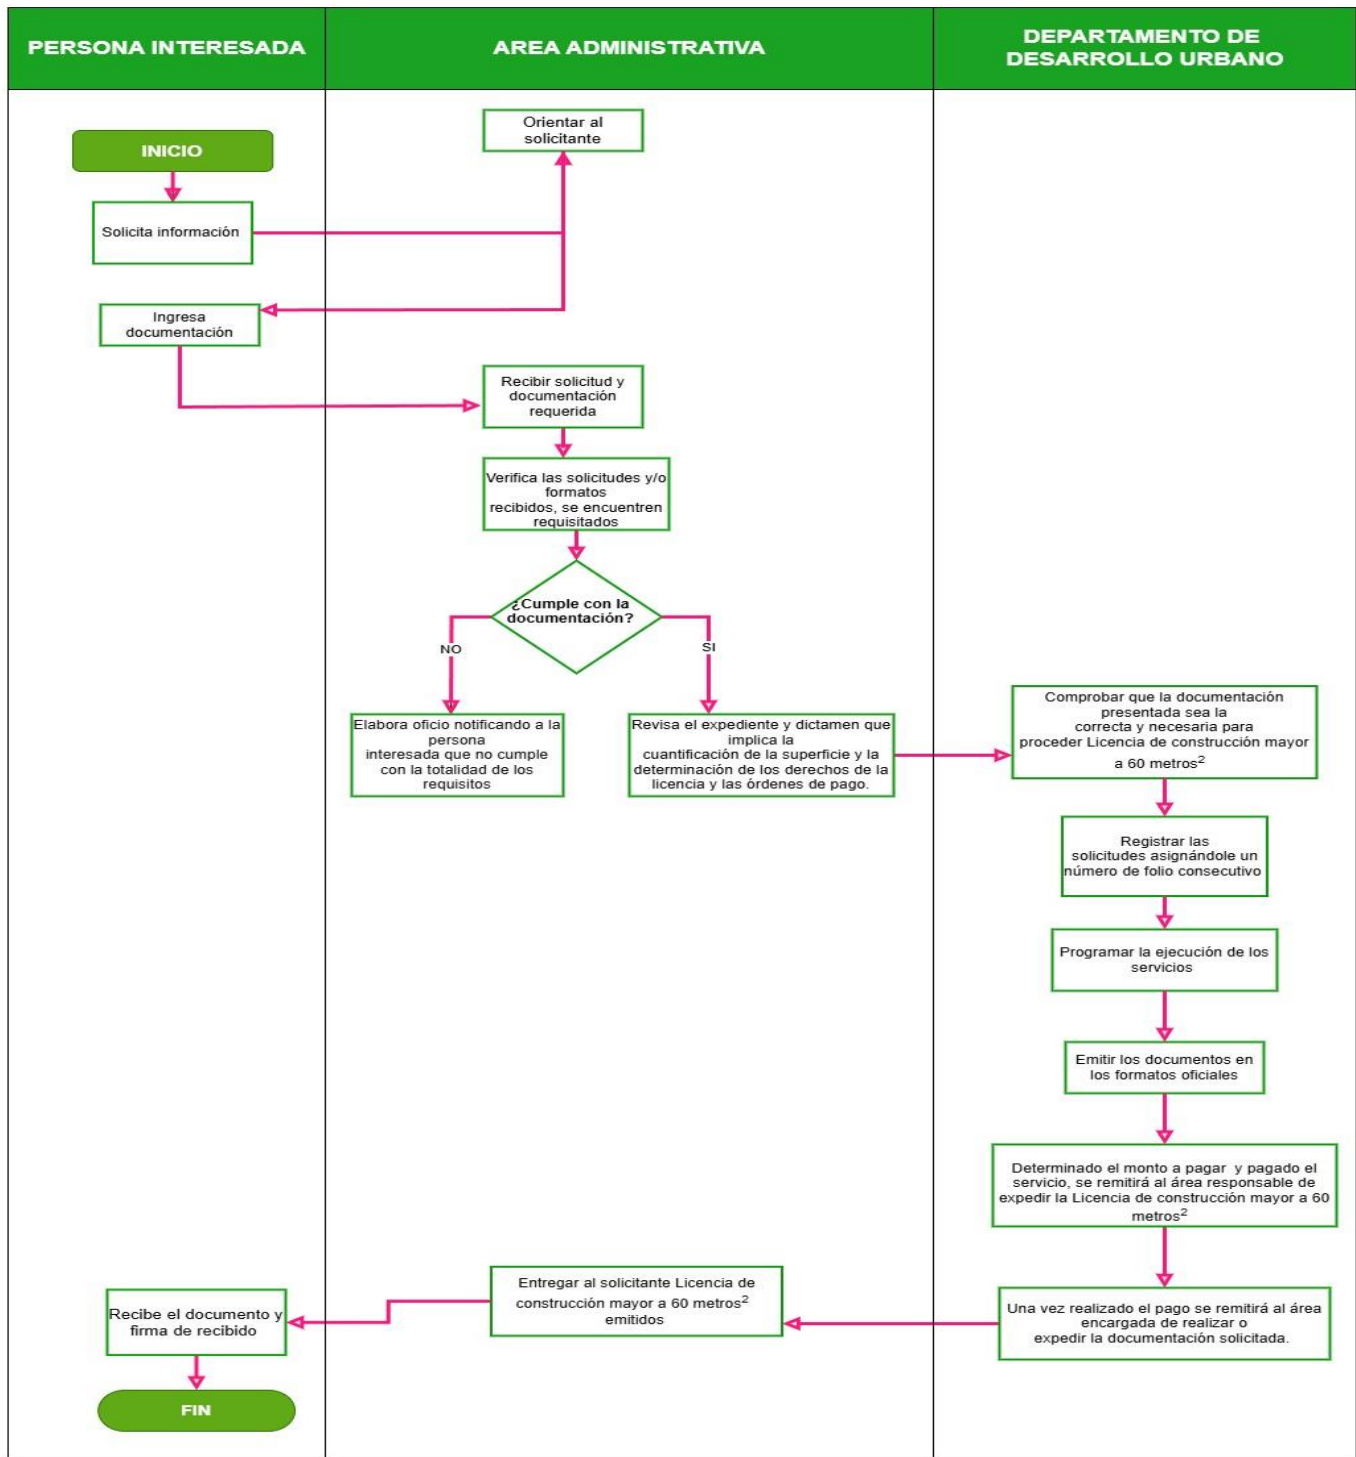 PERSONA INTERESADA
AREA ADMINISTRATIVA
DEPARTAMENTO DE
DESARROLLO URBANO
Orientar al
solicitante
INICIO
Solicita información
Ingresa
documentación
Recibir solicitud y
documentación
requerida
Verifica las solicitudes y/o
formatos
recibidos, se encuentren
requisitados
¿Cumple con la
documentación?
NO
SI
Elabora oficio notificando a la
persona
interesada que no cumple
con la totalidad de los
requisitos
Revisa el expediente y dictamen que
implica la
cuantificación de la superficie y la
determinación de los derechos de la
licencia y las órdenes de pago.
Comprobar que la documentación
presentada sea la
correcta y necesaria para
proceder Licencia de construcción mayor
a 60 metros²
Registrar las
solicitudes asignándole un
número de folio consecutivo
Programar la ejecución de los
servicios
Emitir los documentos en
los formatos oficiales
Determinado el monto a pagar y pagado el
servicio, se remitirá al área responsable de
expedir la Licencia de construcción mayor a 60
metros²
Una vez realizado el pago se remitirá al área
encargada de realizar o
expedir la documentación solicitada.
Entregar al solicitante Licencia de
construcción mayor a 60 metros²
emitidos
Recibe el documento y
firma de recibido
FIN